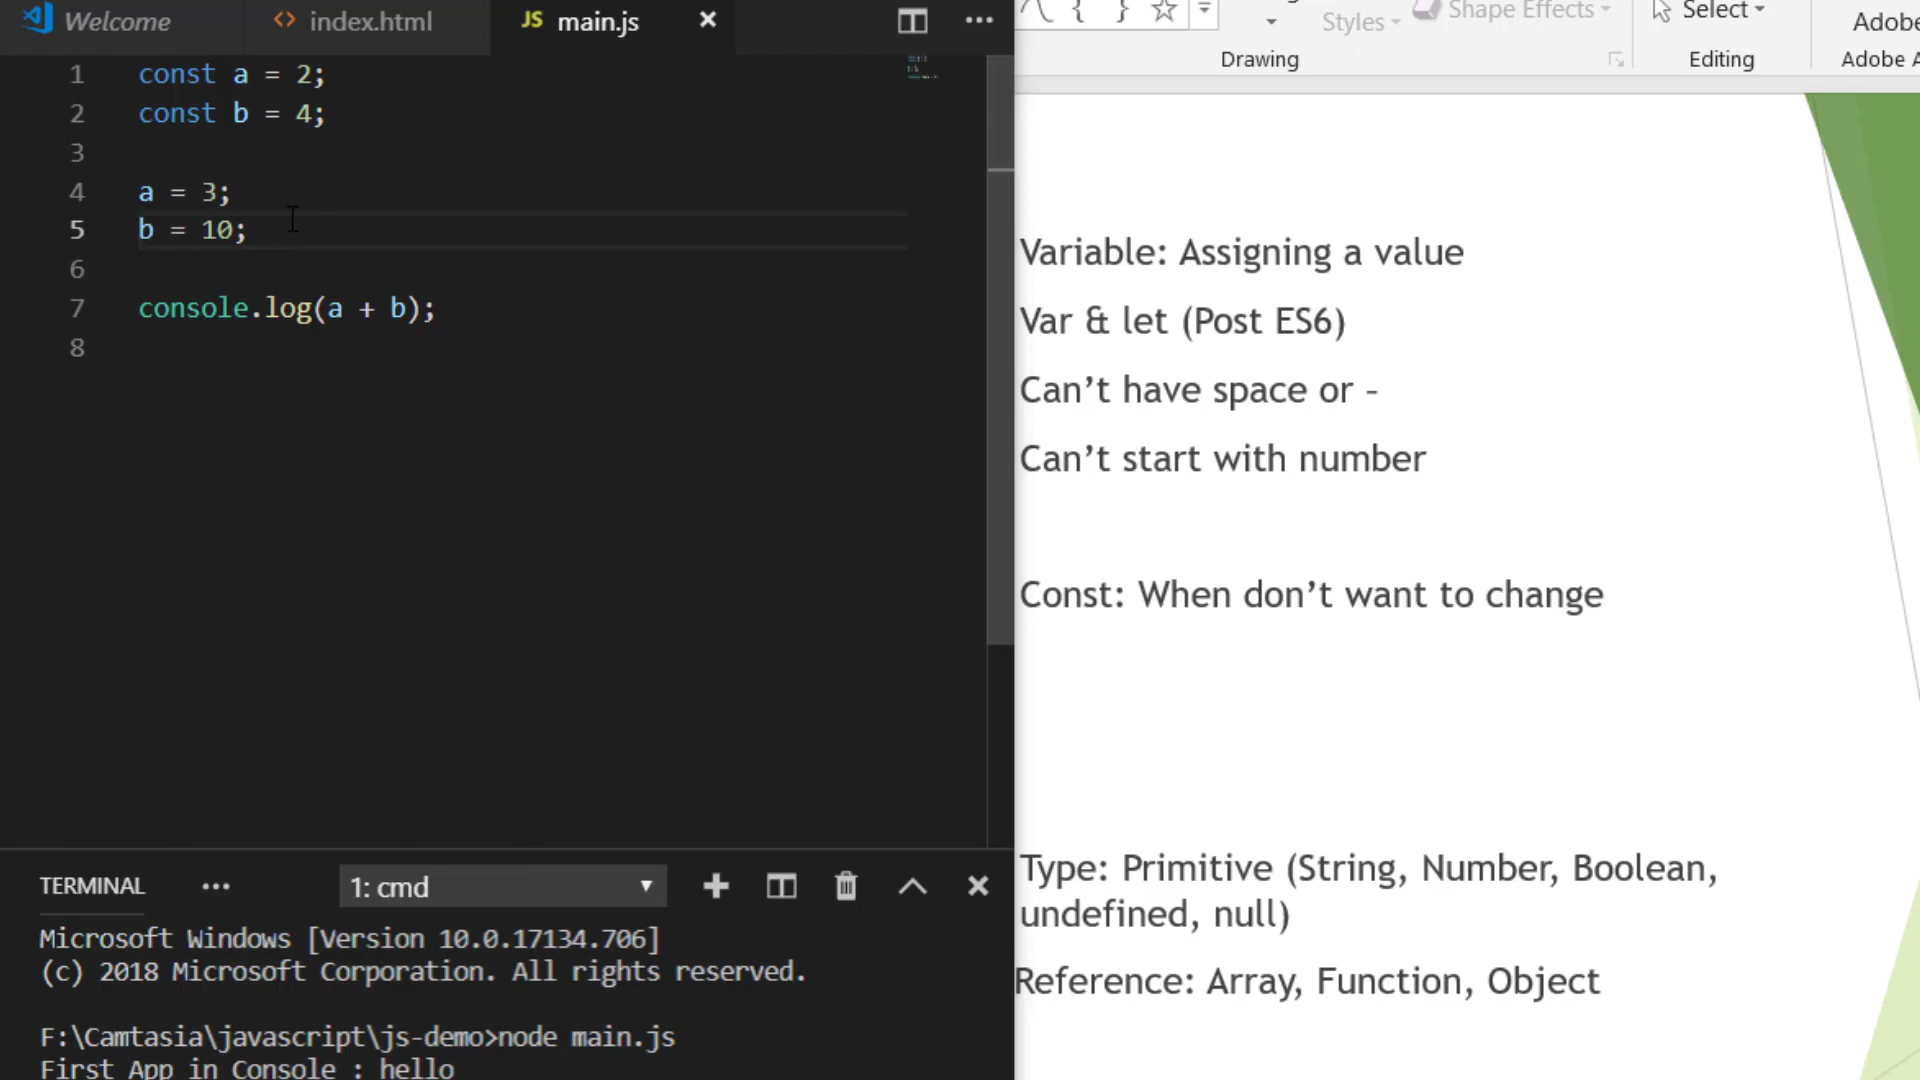 Welcome
index.html
JS main.js
1 const a = 2;
2 const b = 4;
3
4 a = 3;
5 b = 10;
6
7 console.log(a + b);
8
TERMINAL
1: cmd
Microsoft Windows [Version 10.0.17134.706]
(c) 2018 Microsoft Corporation. All rights reserved.
F:\Camtasia\javascript\js-demo>node main.js
First App in Console : hello
Styles
Shape Effects
Select
Drawing
Editing
Adobe
Adobe A
Variable: Assigning a value
Var & let (Post ES6)
Can’t have space or -
Can’t start with number
Const: When don’t want to change
Type: Primitive (String, Number, Boolean,
undefined, null)
Reference: Array, Function, Object